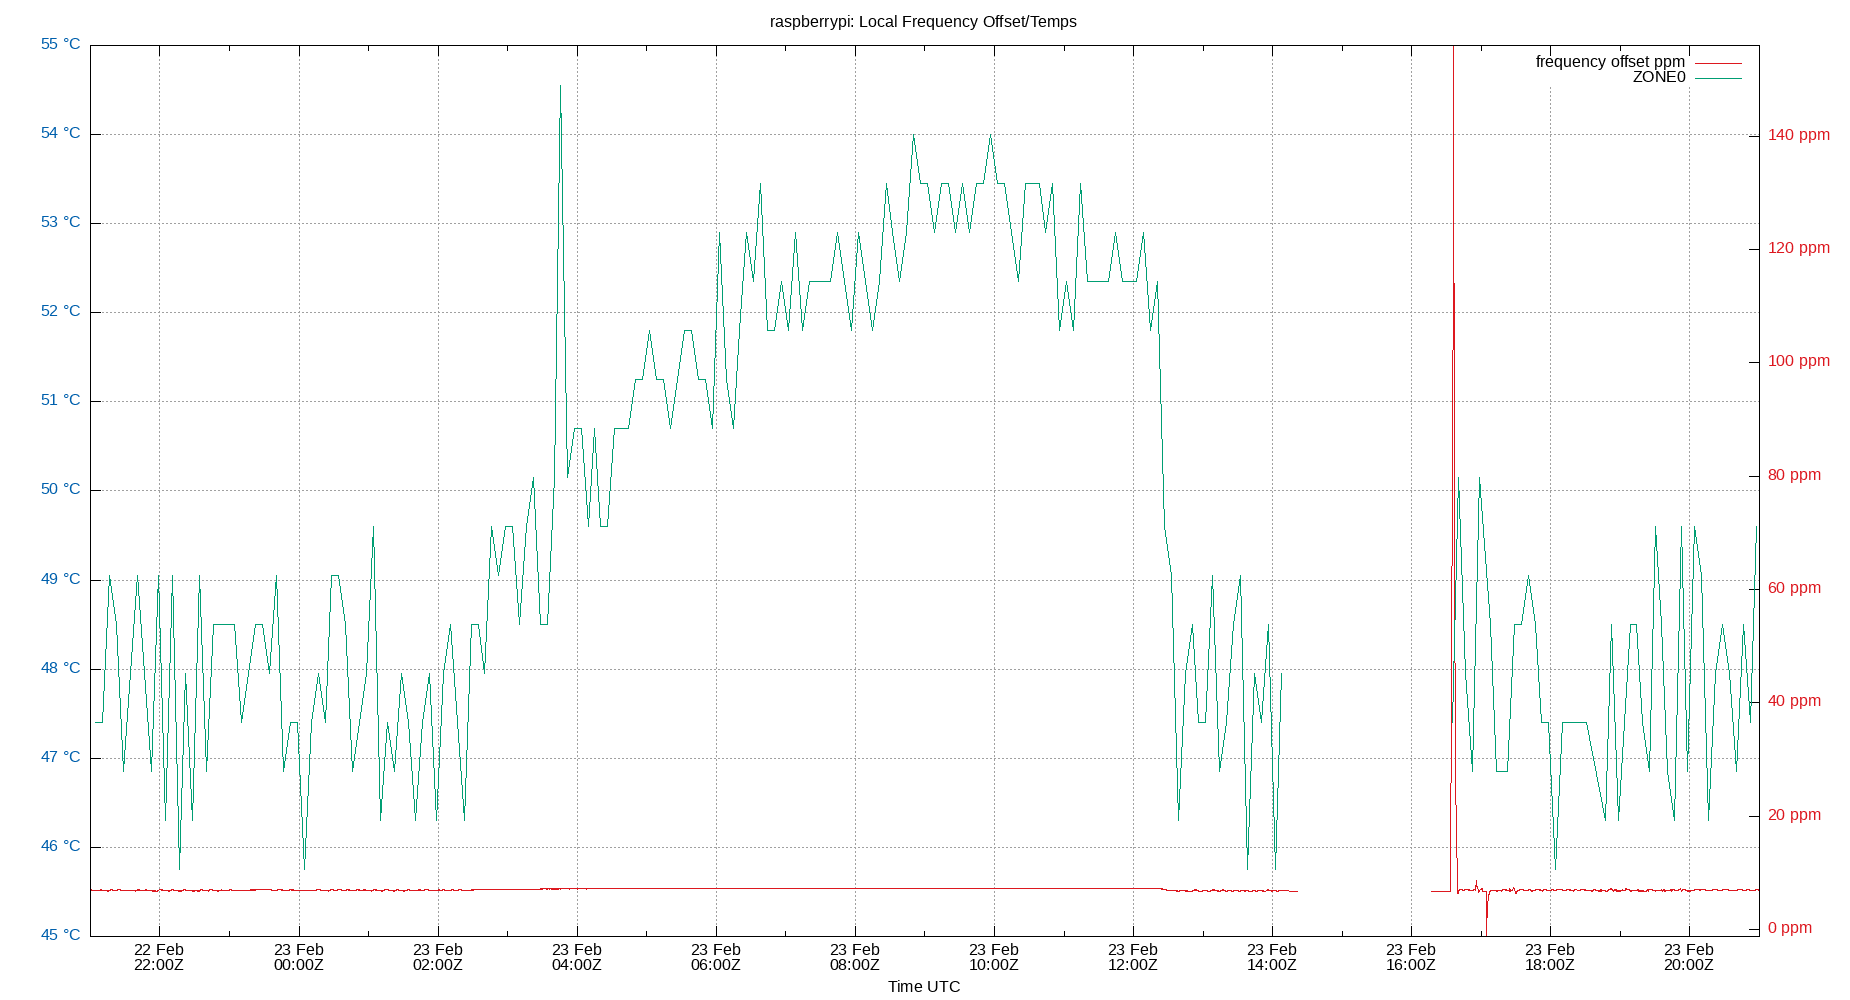 raspberrypi: Local Frequency Offset/Temps
frequency offset ppm
ZONE0
55 °C
54 °C
53 °C
52 °C
51 °C
50 °C
49 °C
48 °C
47 °C
46 °C
45 °C
140 ppm
120 ppm
100 ppm
80 ppm
60 ppm
40 ppm
20 ppm
0 ppm
22 Feb
22:00Z
23 Feb
00:00Z
23 Feb
02:00Z
23 Feb
04:00Z
23 Feb
06:00Z
23 Feb
08:00Z
23 Feb
10:00Z
23 Feb
12:00Z
23 Feb
14:00Z
23 Feb
16:00Z
23 Feb
18:00Z
23 Feb
20:00Z
Time UTC